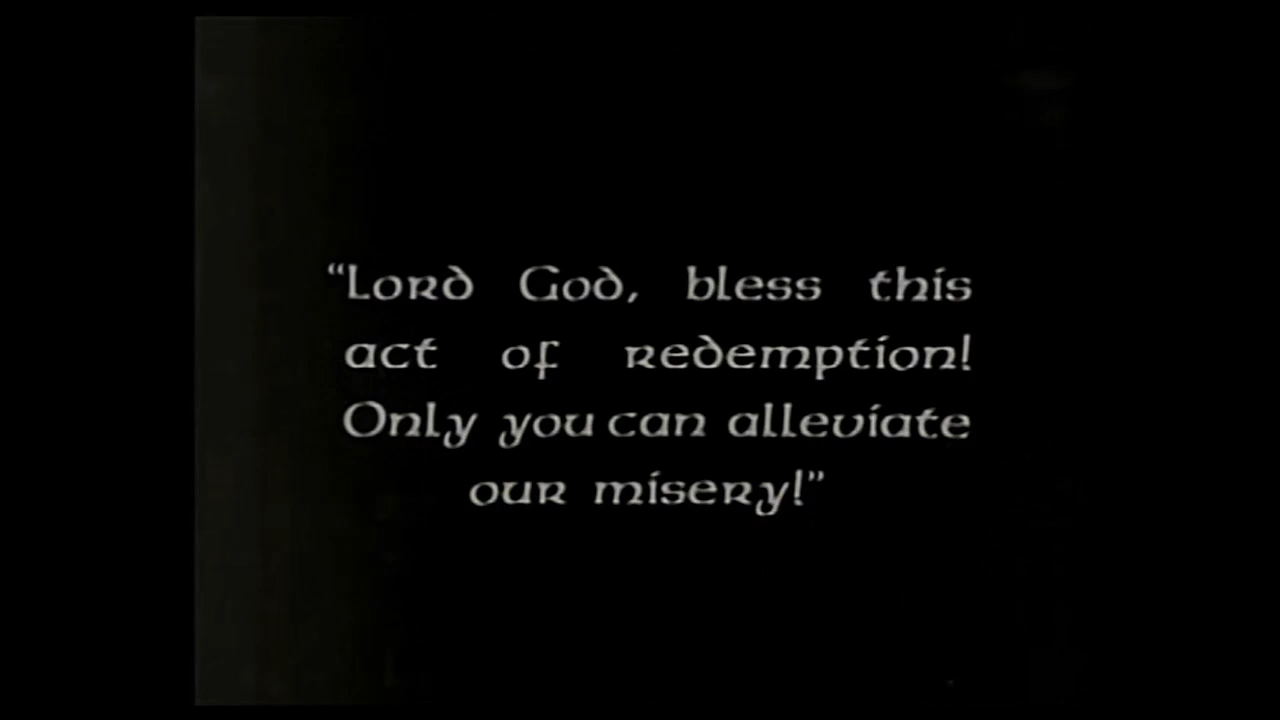 “Lord God, bless this
act of redemption!
Only you can alleviate
our misery!”